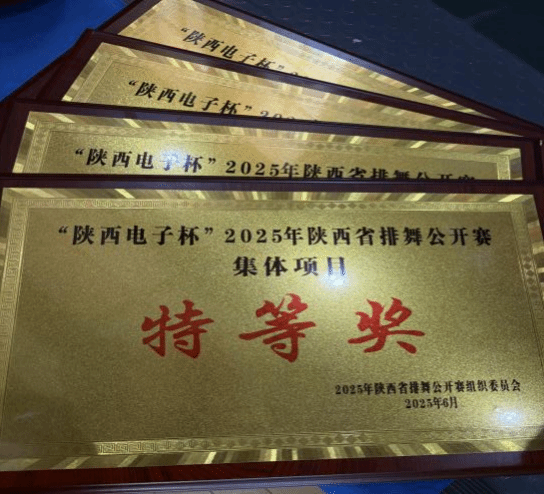 “陕西电子杯”2
“陕西电子杯”202
“陕西电子杯”2025年陕西省排舞公开赛
“陕西电子杯”2025年陕西省排舞公开赛
集体项目
特等奖
2025年陕西省排舞公开赛组织委员会
2025年6月